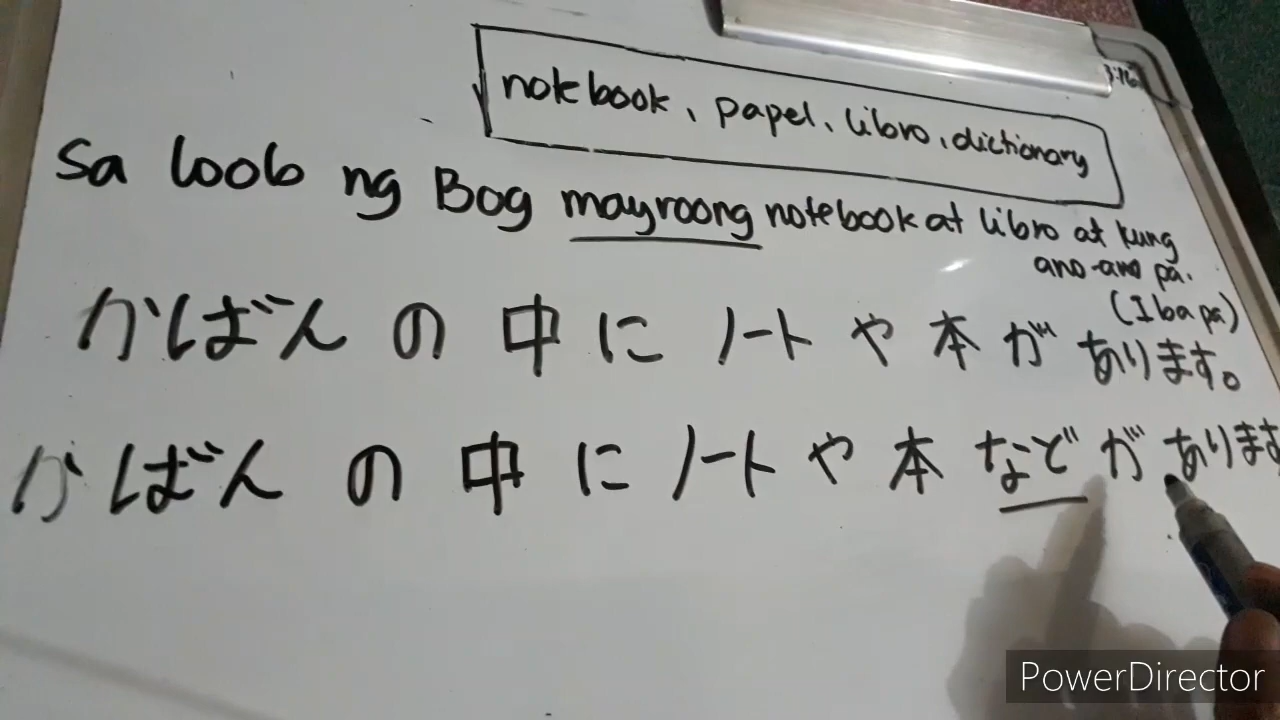 notebook、papel、libro、dictionary
Sa loob ng Bag mayroong notebook at libro at kung
ano-ano pa.
(Iba pa)
かばん の 中 に ノート や 本 が あります。
かばん の 中 に ノート や 本 など が あります
PowerDirector